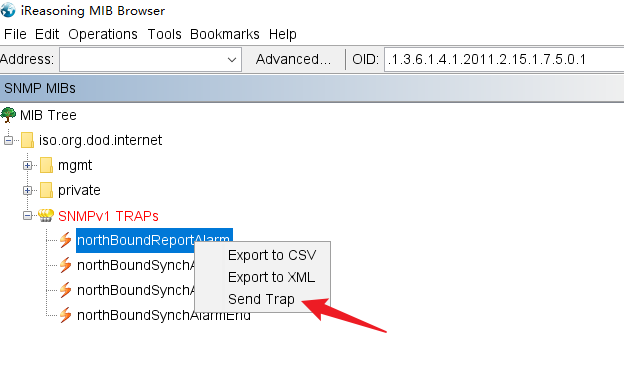 iReasoning MIB Browser
File Edit Operations Tools Bookmarks Help
Address: Advanced... OID: .1.3.6.1.4.1.2011.2.15.1.7.5.0.1
SNMP MIBs
MIB Tree
iso.org.dod.internet
mgmt
private
SNMPv1 TRAPs
northBoundReportAlarm
Export to CSV
northBoundSynchA
Export to XML
northBoundSynchA
Send Trap
northBoundSynchAlarmEnd